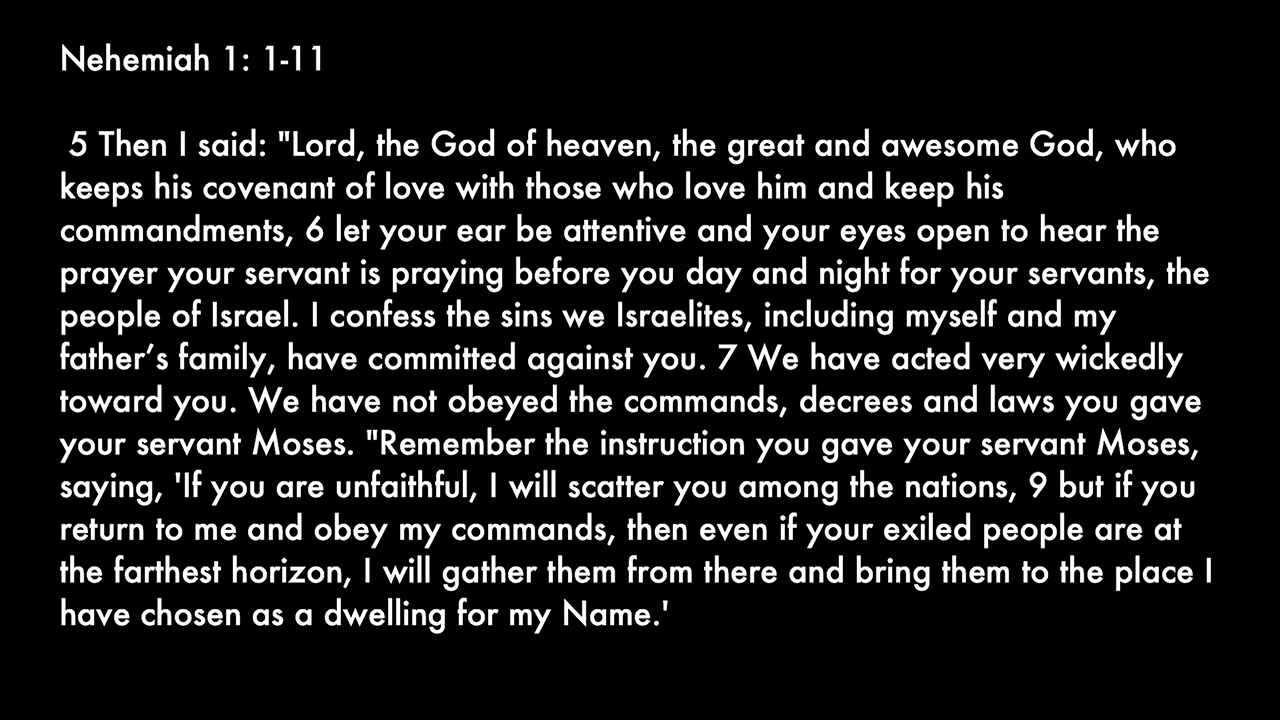 Nehemiah 1: 1-11
5 Then I said: "Lord, the God of heaven, the great and awesome God, who
keeps his covenant of love with those who love him and keep his
commandments, 6 let your ear be attentive and your eyes open to hear the
prayer your servant is praying before you day and night for your servants, the
people of Israel. I confess the sins we Israelites, including myself and my
father’s family, have committed against you. 7 We have acted very wickedly
toward you. We have not obeyed the commands, decrees and laws you gave
your servant Moses. "Remember the instruction you gave your servant Moses,
saying, 'If you are unfaithful, I will scatter you among the nations, 9 but if you
return to me and obey my commands, then even if your exiled people are at
the farthest horizon, I will gather them from there and bring them to the place I
have chosen as a dwelling for my Name.'